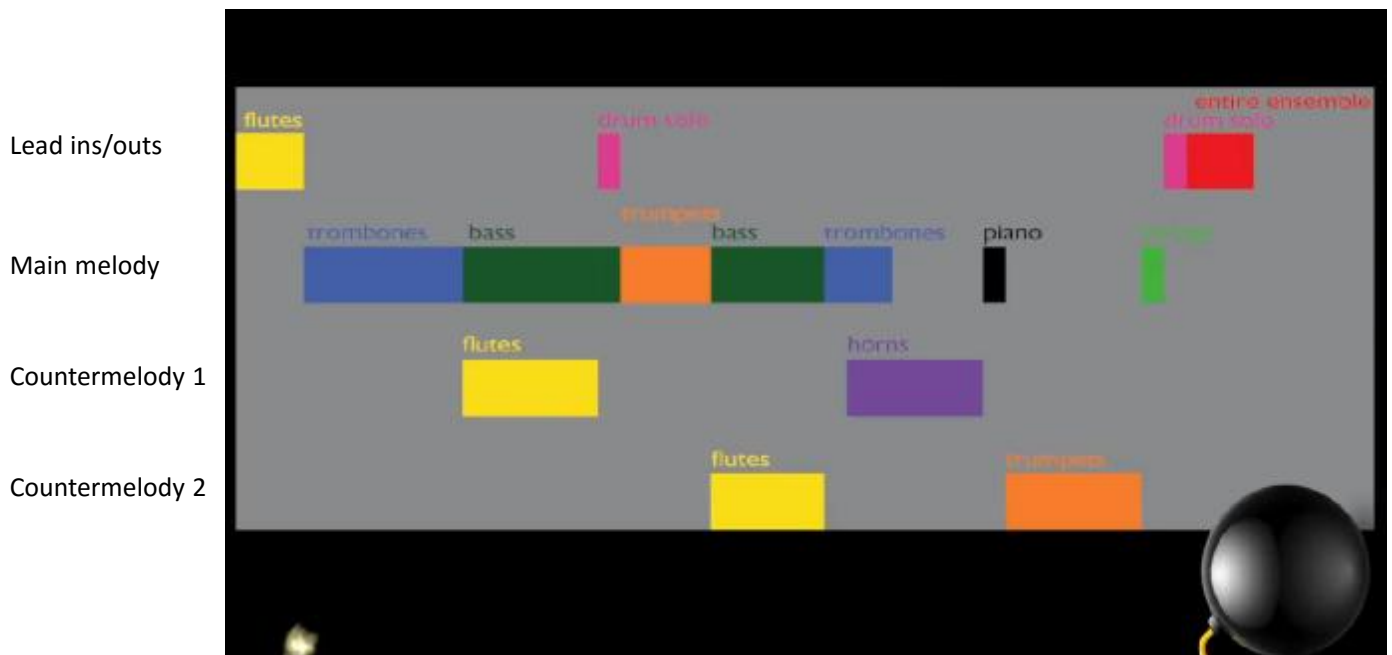 entire ensemble
flutes drum solo drum solo
Lead ins/outs
trumpets
trombones bass bass trombones piano
Main melody
flutes horns
Countermelody 1
flutes trumpets
Countermelody 2